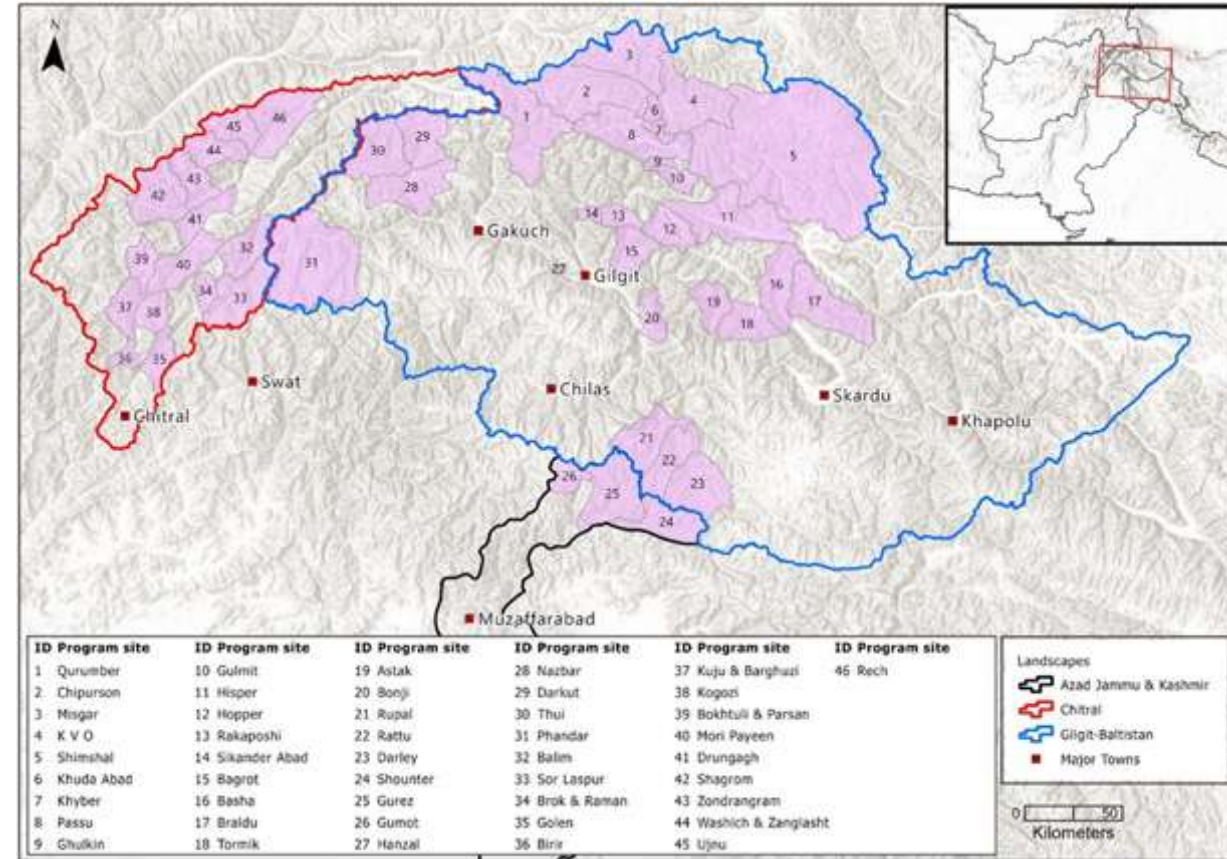 N
3
2
4
6
1
7
8
5
9
10
46
45
44
43
42
41
30
29
28
14
13
11
12
15
Gakuch
27
Gilgit
39
40
32
31
34
33
37
38
36
35
20
19
18
16
17
Swat
Chilas
Skardu
Chitral
Khapolu
21
22
23
26
25
24
Muzaffarabad
ID Program site
1 Qurumber
2 Chipurson
3 Misgar
4 K V O
5 Shimshal
6 Khuda Abad
7 Khyber
8 Passu
9 Ghulkin
ID Program site
10 Gulmit
11 Hisper
12 Hopper
13 Rakaposhi
14 Sikander Abad
15 Bagrot
16 Basha
17 Braldu
18 Tormik
ID Program site
19 Astak
20 Bonji
21 Rupal
22 Rattu
23 Darley
24 Shounter
25 Gurez
26 Gumot
27 Hanzal
ID Program site
28 Nazbar
29 Darkut
30 Thui
31 Phandar
32 Balim
33 Sor Laspur
34 Brok & Raman
35 Golen
36 Birir
ID Program site
37 Kuju & Barghuzi
38 Kogozi
39 Bokhtuli & Parsan
40 Mori Payeen
41 Drungagh
42 Shagrom
43 Zondrangram
44 Washich & Zanglasht
45 Ujnu
ID Program site
46 Rech
Landscapes
Azad Jammu & Kashmir
Chitral
Gilgit-Baltistan
Major Towns
0 50
Kilometers